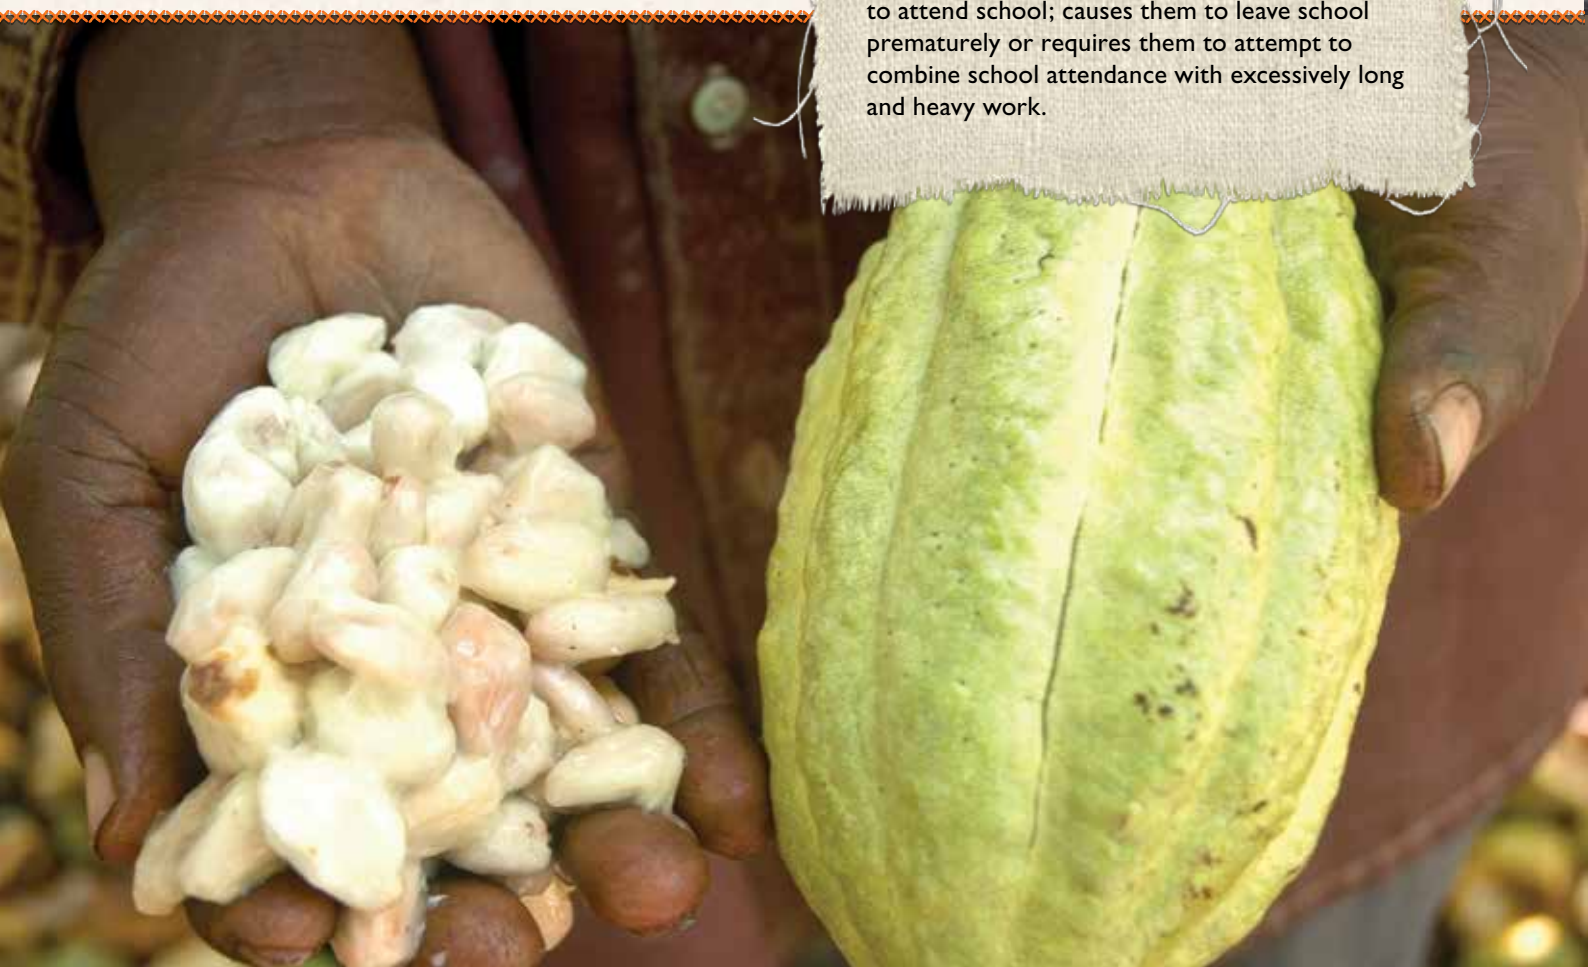 to attend school; causes them to leave school
prematurely or requires them to attempt to
combine school attendance with excessively long
and heavy work.